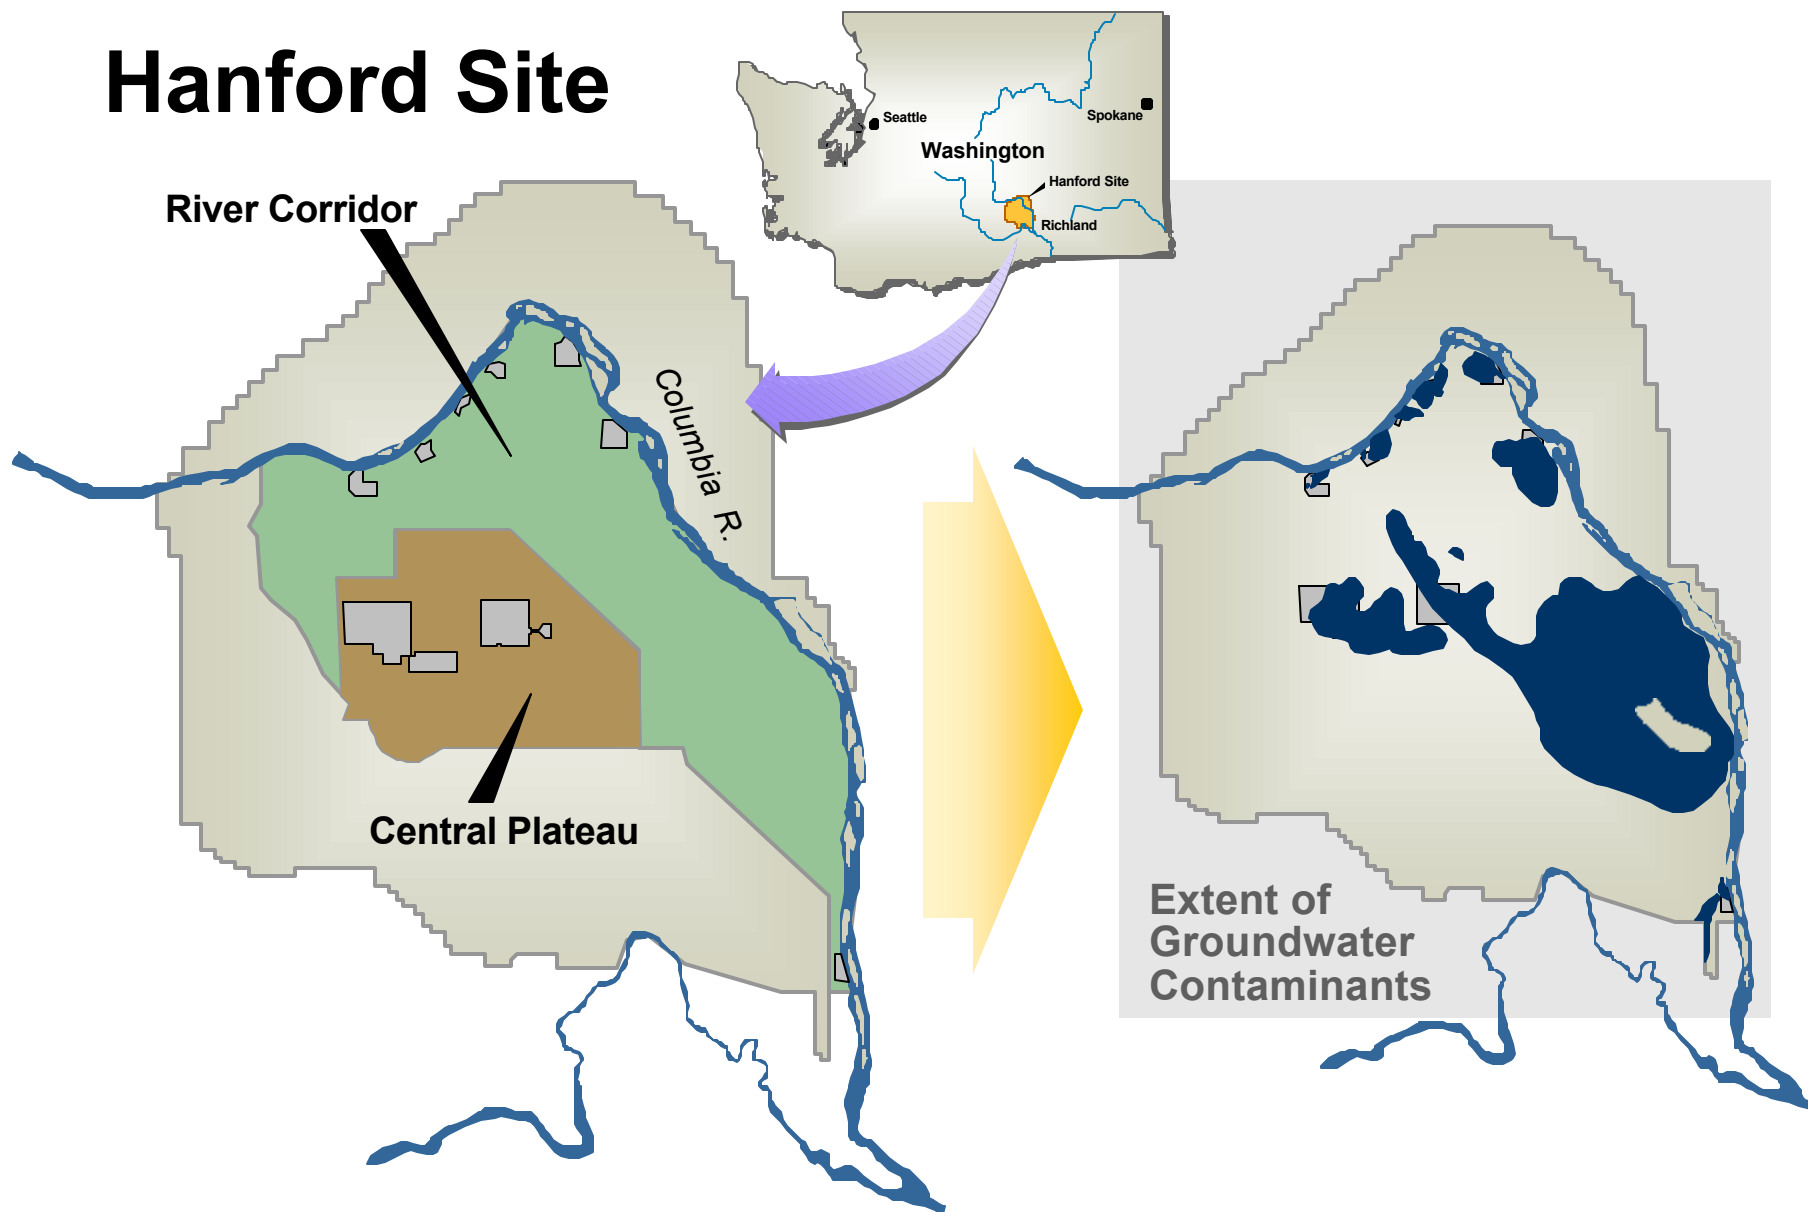 Hanford Site
Seattle
Spokane
Washington
Hanford Site
Richland
River Corridor
Columbia R.
Central Plateau
Extent of
Groundwater
Contaminants